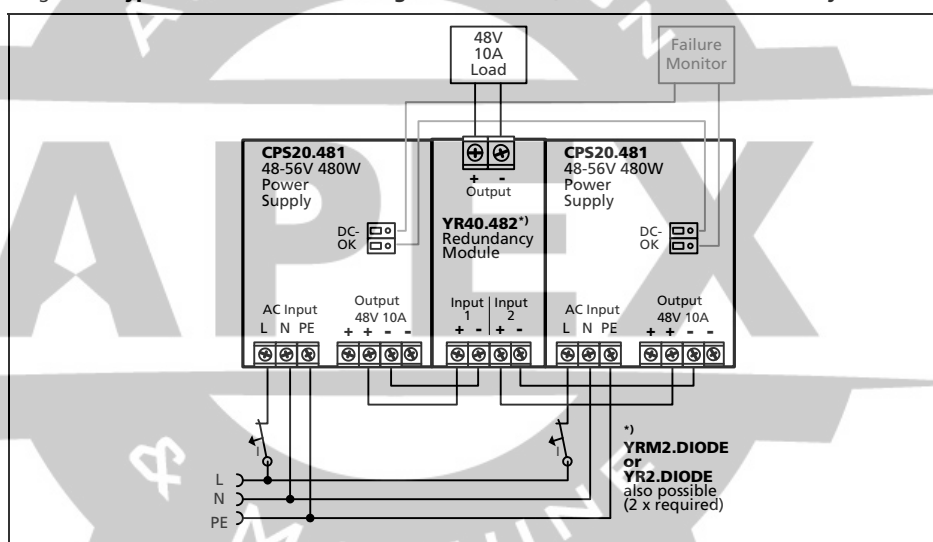 48V
10A
Load
Failure
Monitor
CPS20.481
48-56V 480W
Power
Supply
DC-
OK
AC Input
L N PE
Output
48V 10A
+ + - -
+ -
Output
YR40.482*)
Redundancy
Module
Input Input
1 2
+ - + -
CPS20.481
48-56V 480W
Power
Supply
DC-
OK
AC Input
L N PE
Output
48V 10A
+ + - -
I
I
*)
YRM2.DIODE
or
YR2.DIODE
also possible
(2 x required)
L
N
PE
APEX